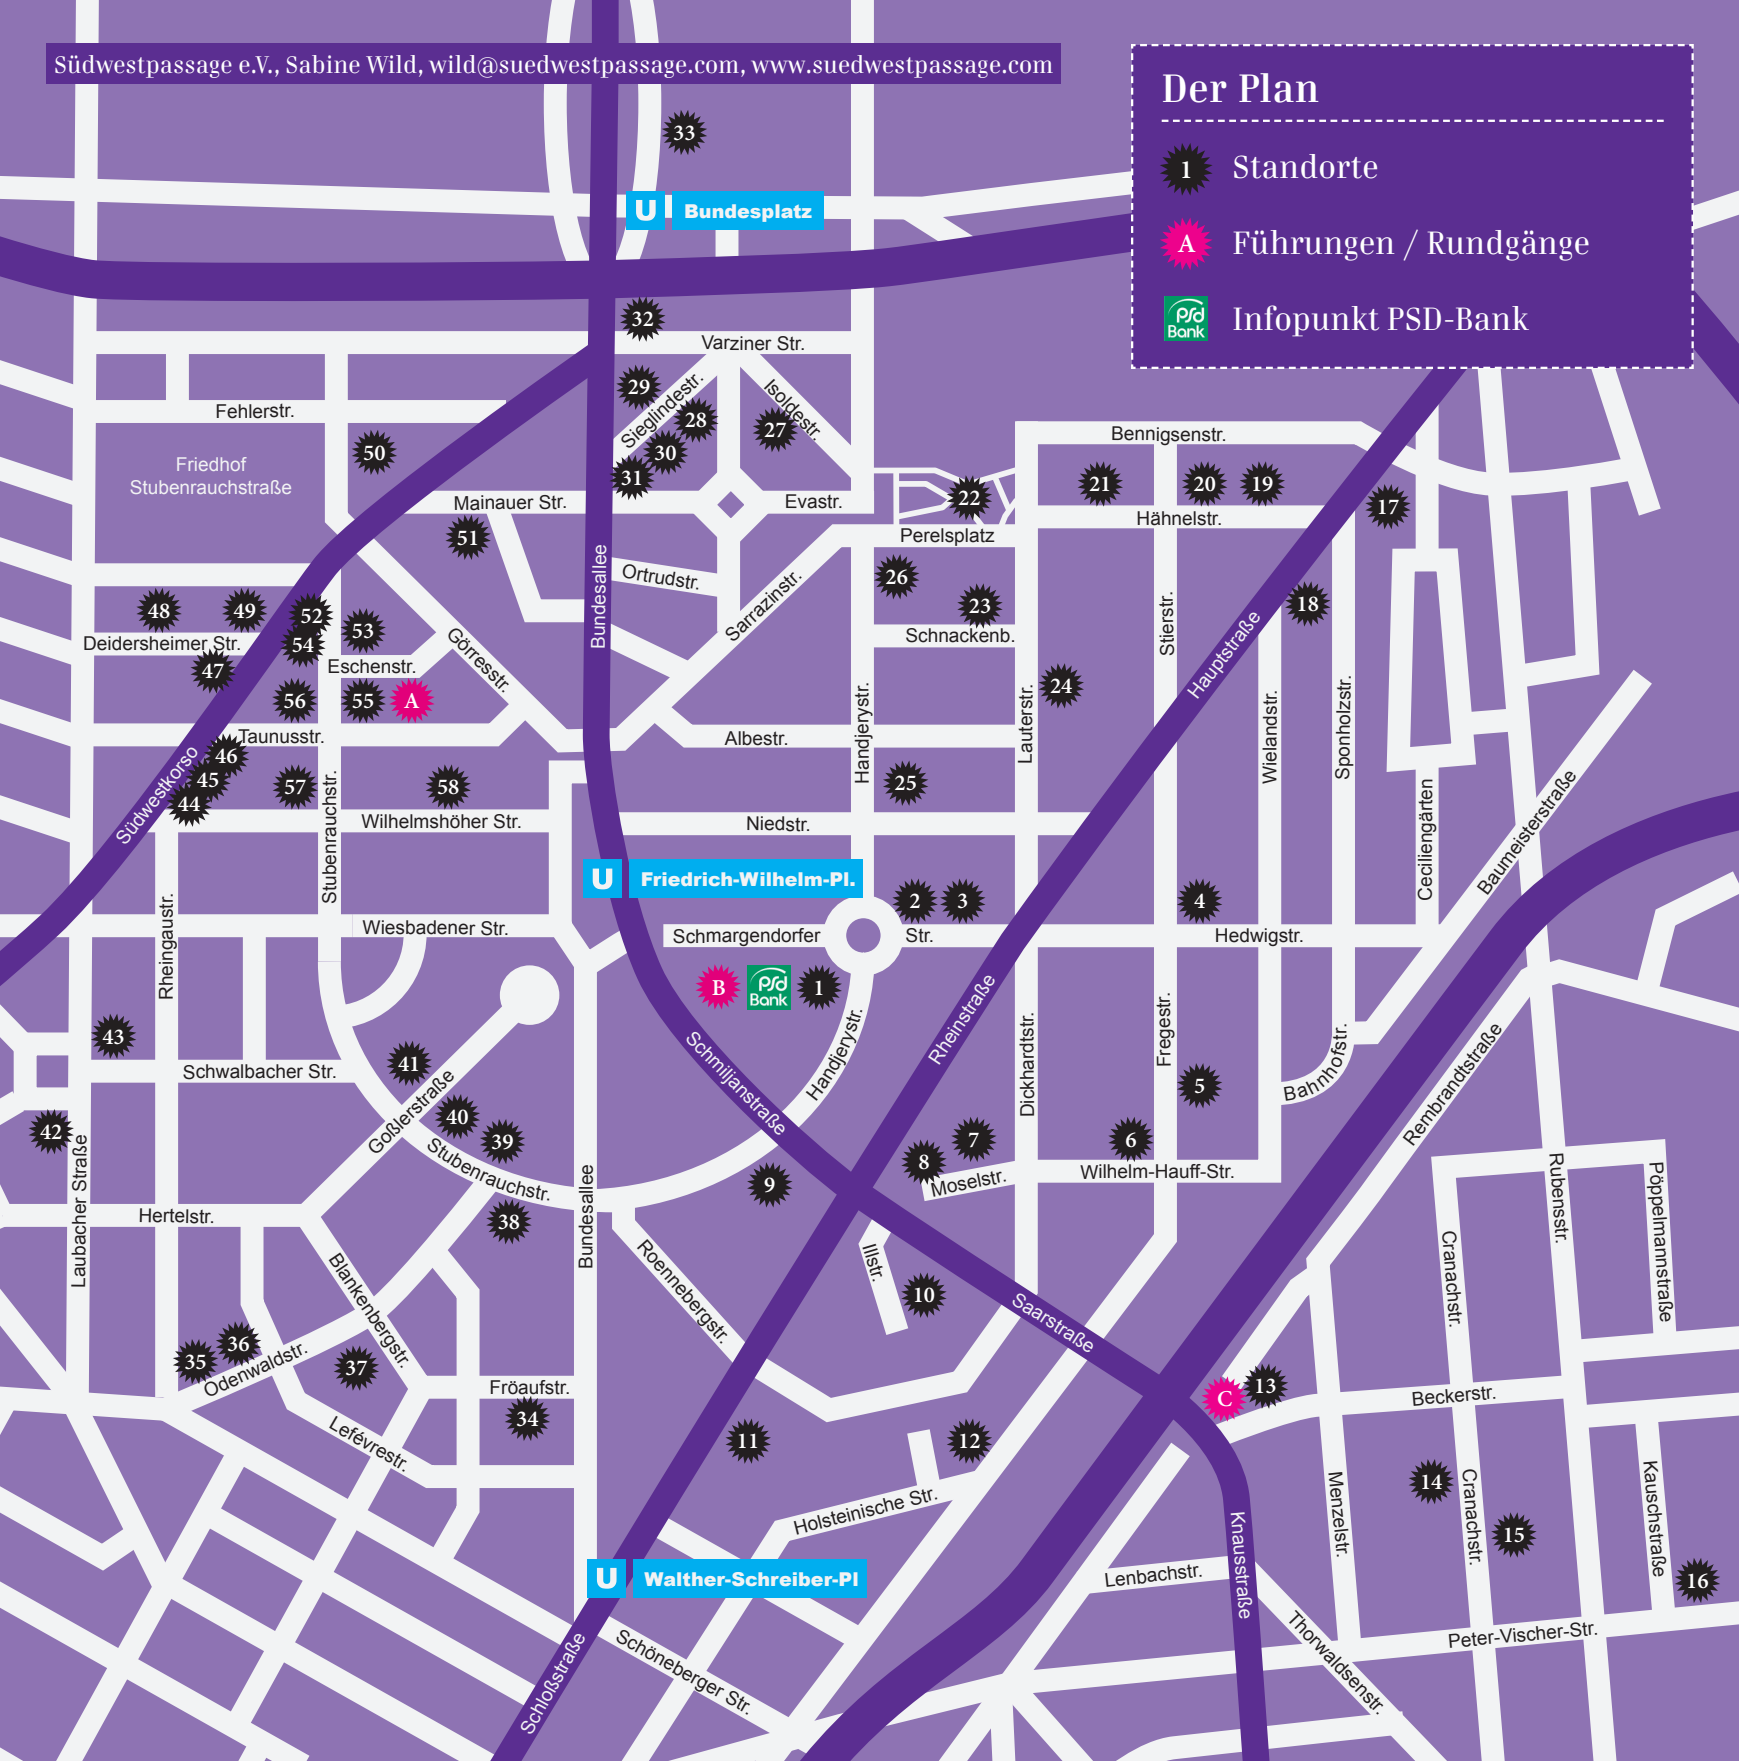 Südwestpassage e.V., Sabine Wild, wild@suedwestpassage.com, www.suedwestpassage.com
Der Plan
1 Standorte
A Führungen / Rundgänge
psd Bank Infopunkt PSD-Bank
33
U Bundesplatz
32
Varziner Str.
29
Sieglindestr.
Isoldestr.
28
27
30
31
Fehlerstr.
Friedhof
Stubenrauchstraße
50
Mainauer Str.
Evastr.
51
Bundesallee
Ortrudstr.
Sarrazinstr.
Bennigsenstr.
22
21
20
19
17
Hähnelstr.
Perelsplatz
26
23
Schnackenb.
18
Stierstr.
Hauptstraße
48
49
52
53
54
Deidersheimer Str.
47
Eschenstr.
Görresstr.
56
55
A
24
Taunusstr.
Albestr.
Handjerystr.
Lauterstr.
Wielandstr.
Sponholzstr.
Südwestkorso
46
45
44
57
58
25
Stubenrauchstr.
Wilhelmshöher Str.
Niedstr.
Ceciliengärten
Baumeisterstraße
U Friedrich-Wilhelm-Pl.
2
3
4
Rheingaustr.
Wiesbadener Str.
Schmargendorfer
Str.
Hedwigstr.
B
psd Bank
1
43
41
Schwalbacher Str.
Schmiljanstraße
Handjerystr.
Rheinstraße
Dickhardtstr.
Fregestr.
Bahnhofstr.
Rembrandtstraße
5
42
Goßlerstraße
40
39
7
6
8
Laubacher Straße
Stubenrauchstr.
9
Moselstr.
Wilhelm-Hauff-Str.
Hertelstr.
38
Bundesallee
Rubensstr.
Pöppelmannstraße
Cranachstr.
Blankenbergstr.
Roennebergstr.
Illstr.
10
Saarstraße
35
36
37
Odenwaldstr.
Fröaufstr.
34
C
13
Beckerstr.
Lefévrestr.
11
12
14
Menzelstr.
Cranachstr.
15
Kauschstraße
Holsteinische Str.
16
U Walther-Schreiber-Pl
Lenbachstr.
Knausstraße
Schloßstraße
Schöneberger Str.
Thorwaldsenstr.
Peter-Vischer-Str.